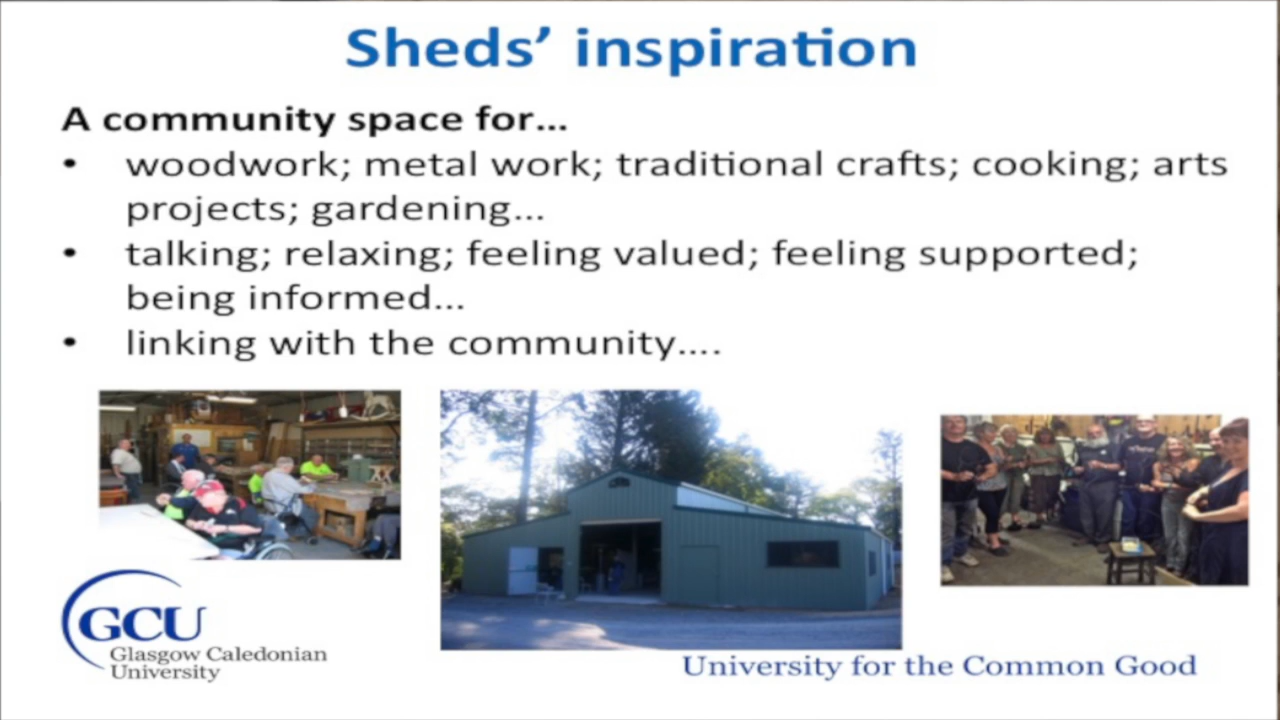 Sheds’ inspiration
A community space for...
• woodwork; metal work; traditional crafts; cooking; arts
projects; gardening...
• talking; relaxing; feeling valued; feeling supported;
being informed...
• linking with the community....
GCU
Glasgow Caledonian
University
University for the Common Good